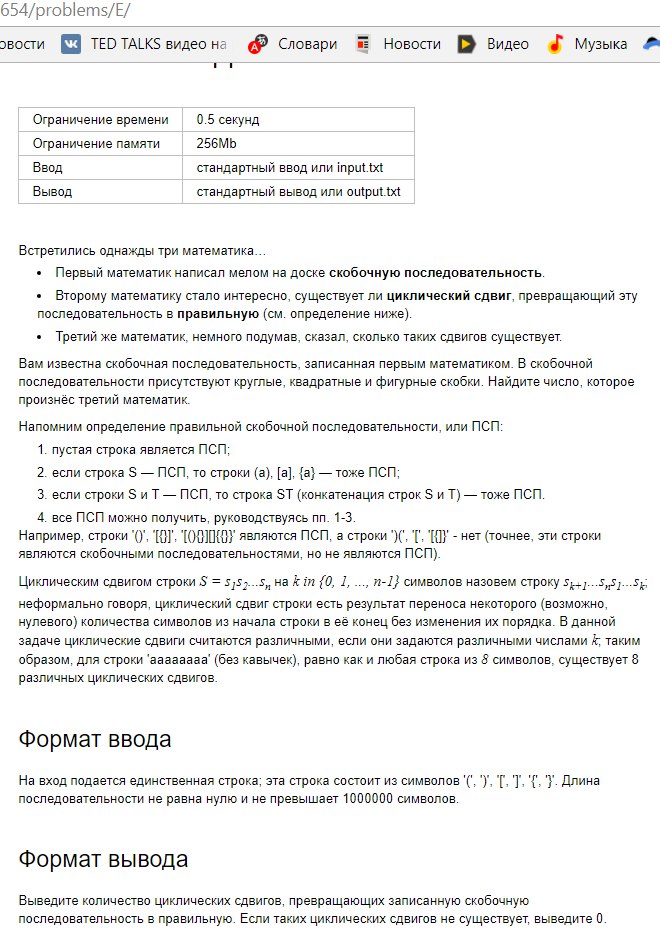 654/problems/E/
овости TED TALKS видео на Словари Новости Видео Музыка
Ограничение времени 0.5 секунд
Ограничение памяти 256Mb
Ввод стандартный ввод или input.txt
Вывод стандартный вывод или output.txt
Встретились однажды три математика…
• Первый математик написал мелом на доске скобочную последовательность.
• Второму математику стало интересно, существует ли циклический сдвиг, превращающий эту
последовательность в правильную (см. определение ниже).
• Третий же математик, немного подумав, сказал, сколько таких сдвигов существует.
Вам известна скобочная последовательность, записанная первым математиком. В скобочной
последовательности присутствуют круглые, квадратные и фигурные скобки. Найдите число, которое
произнёс третий математик.
Напомним определение правильной скобочной последовательности, или ПСП:
1. пустая строка является ПСП;
2. если строка S — ПСП, то строки (a), [a], {a} — тоже ПСП;
3. если строки S и T — ПСП, то строка ST (конкатенация строк S и T) — тоже ПСП.
4. все ПСП можно получить, руководствуясь пп. 1-3.
Например, строки '()', '[{}]', '[(){}][]{{}}' являются ПСП, а строки ')(', '[', '[{]}' - нет (точнее, эти строки
являются скобочными последовательностями, но не являются ПСП).
Циклическим сдвигом строки S = s1s2...sn на k in {0, 1, ..., n-1} символов назовем строку sk+1...sns1...sk;
неформально говоря, циклический сдвиг строки есть результат переноса некоторого (возможно,
нулевого) количества символов из начала строки в её конец без изменения их порядка. В данной
задаче циклические сдвиги считаются различными, если они задаются различными числами k; таким
образом, для строки 'aaaaaaaa' (без кавычек), равно как и любая строка из 8 символов, существует 8
различных циклических сдвигов.
Формат ввода
На вход подается единственная строка; эта строка состоит из символов '(', ')', '[', ']', '{', '}'. Длина
последовательности не равна нулю и не превышает 1000000 символов.
Формат вывода
Выведите количество циклических сдвигов, превращающих записанную скобочную
последовательность в правильную. Если таких циклических сдвигов не существует, выведите 0.